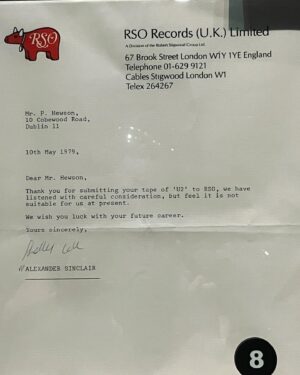 RSO
RSO Records (U.K.) Limited
A Division of the Robert Stigwood Group Ltd.
67 Brook Street London W1Y 1YE England
Telephone 01-629 9121
Cables Stigwood London W1
Telex 264267
Mr. P. Hewson,
10 Cobewood Road,
Dublin 11
10th May 1979,
Dear Mr. Hewson,
Thank you for submitting your tape of 'U2' to RSO, we have
listened with careful consideration, but feel it is not
suitable for us at present.
We wish you luck with your future career.
Yours sincerely,
ALEXANDER SINCLAIR
8